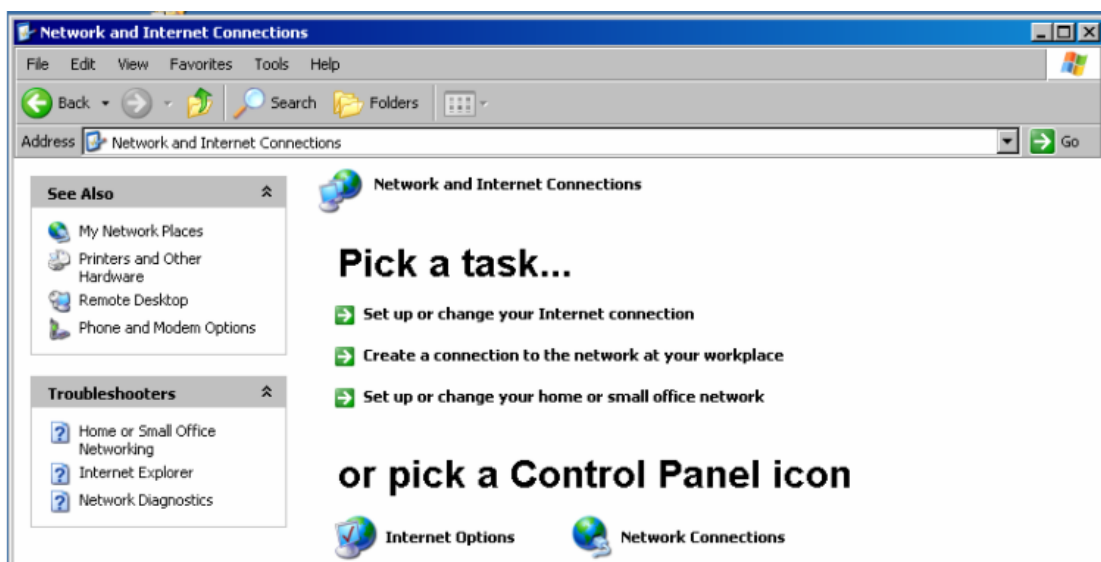 Network and Internet Connections
File Edit View Favorites Tools Help
Back Search Folders
Address Network and Internet Connections Go
See Also
My Network Places
Printers and Other
Hardware
Remote Desktop
Phone and Modem Options
Troubleshooters
Home or Small Office
Networking
Internet Explorer
Network Diagnostics
Network and Internet Connections
Pick a task...
Set up or change your Internet connection
Create a connection to the network at your workplace
Set up or change your home or small office network
or pick a Control Panel icon
Internet Options Network Connections